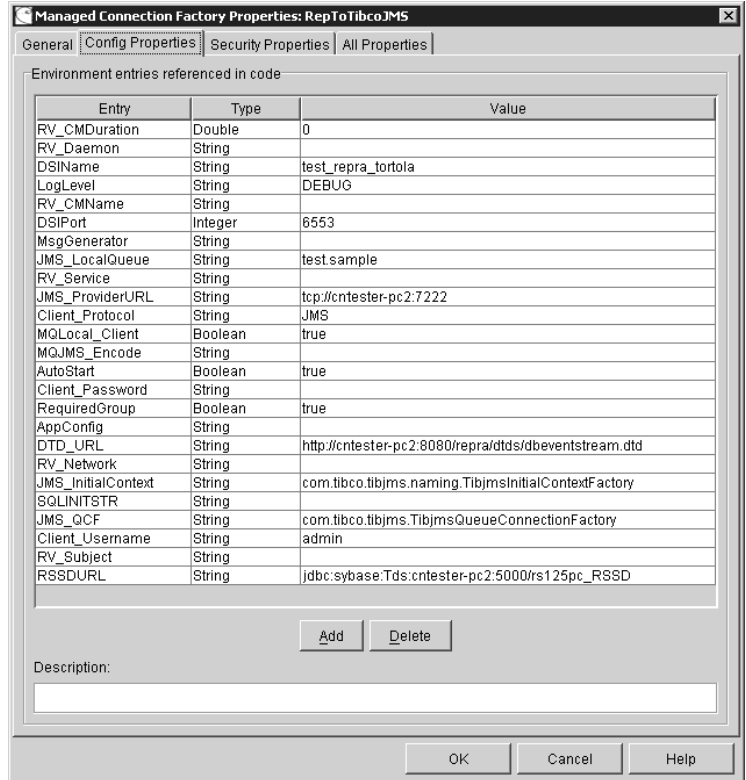 Managed Connection Factory Properties: RepToTibcoJMS
General Config Properties Security Properties All Properties
Environment entries referenced in code
Entry Type Value
RV_CMDuration Double 0
RV_Daemon String
DSIName String test_repra_tortola
LogLevel String DEBUG
RV_CMName String
DSIPort Integer 6553
MsgGenerator String
JMS_LocalQueue String test.sample
RV_Service String
JMS_ProviderURL String tcp://cntester-pc2:7222
Client_Protocol String JMS
MQLocal_Client Boolean true
MQJMS_Encode String
AutoStart Boolean true
Client_Password String
RequiredGroup Boolean true
AppConfig String
DTD_URL String http://cntester-pc2:8080/repra/dtds/dbeventstream.dtd
RV_Network String
JMS_InitialContext String com.tibco.tibjms.naming.TibjmsInitialContextFactory
SQLINITSTR String
JMS_QCF String com.tibco.tibjms.TibjmsQueueConnectionFactory
Client_Username String admin
RV_Subject String
RSSDURL String jdbc:sybase:Tds:cntester-pc2:5000/rs125pc_RSSD
Add Delete
Description:
OK Cancel Help